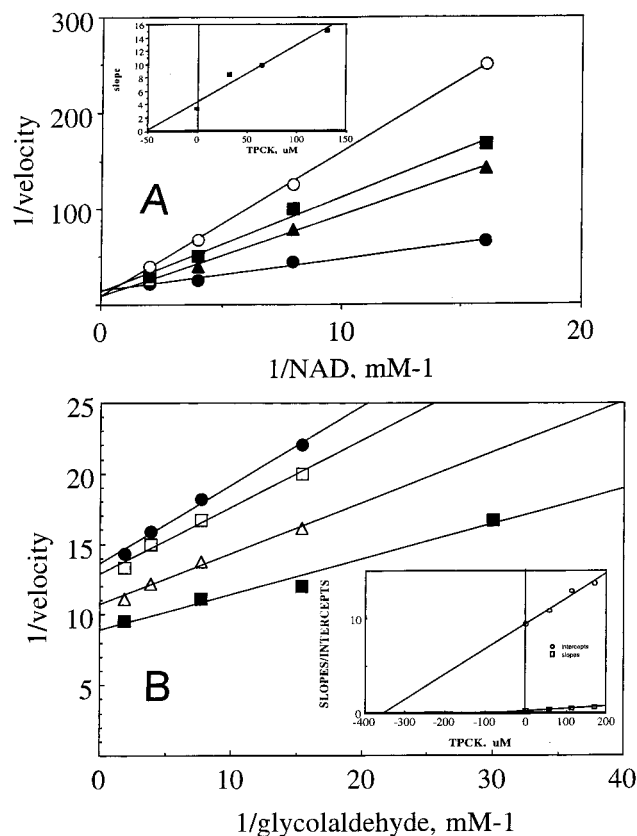 300
200
100
1/velocity
A
16
14
12
10
8
6
4
2
0
slope
-50 0 50 100 150
TPCK, uM
0 10 20
1/NAD, mM-1
25
20
15
10
5
1/velocity
B
10
0
SLOPES/INTERCEPTS
intercepts
slopes
-400 -300 -200 -100 0 100 200
TPCK, uM
0 10 20 30 40
1/glycolaldehyde, mM-1